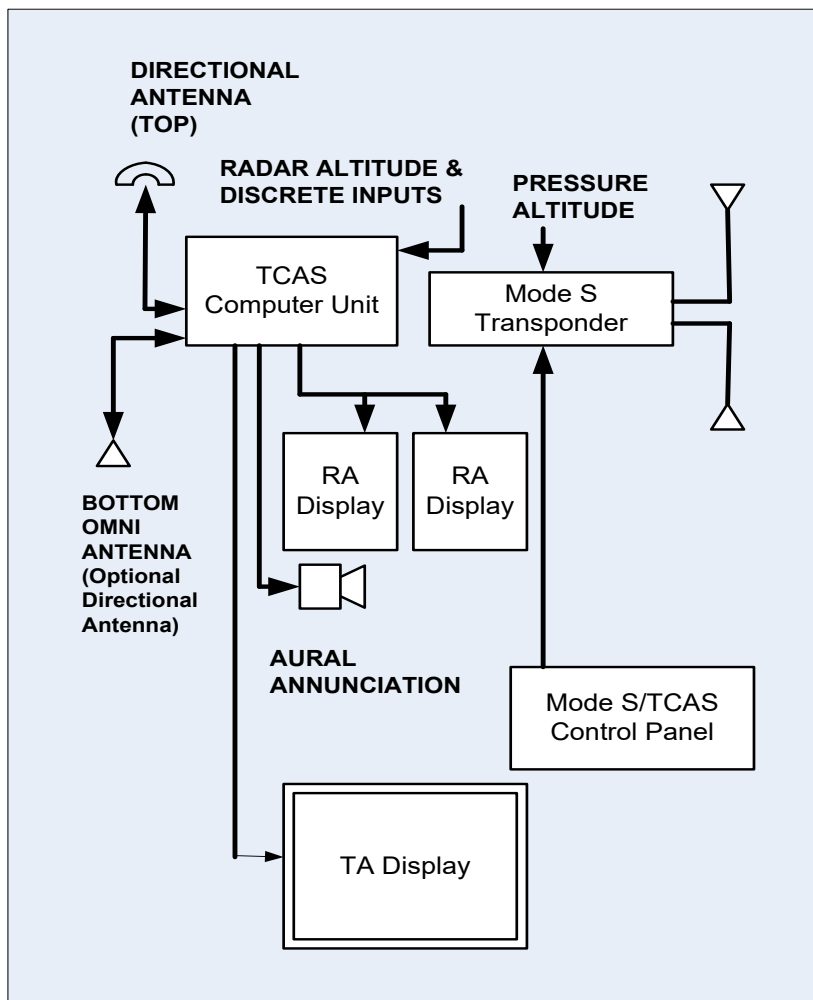 DIRECTIONAL
ANTENNA
(TOP)
RADAR ALTITUDE &
DISCRETE INPUTS
PRESSURE
ALTITUDE
TCAS
Computer Unit
Mode S
Transponder
RA
Display
RA
Display
BOTTOM
OMNI
ANTENNA
(Optional
Directional
Antenna)
AURAL
ANNUNCIATION
Mode S/TCAS
Control Panel
TA Display